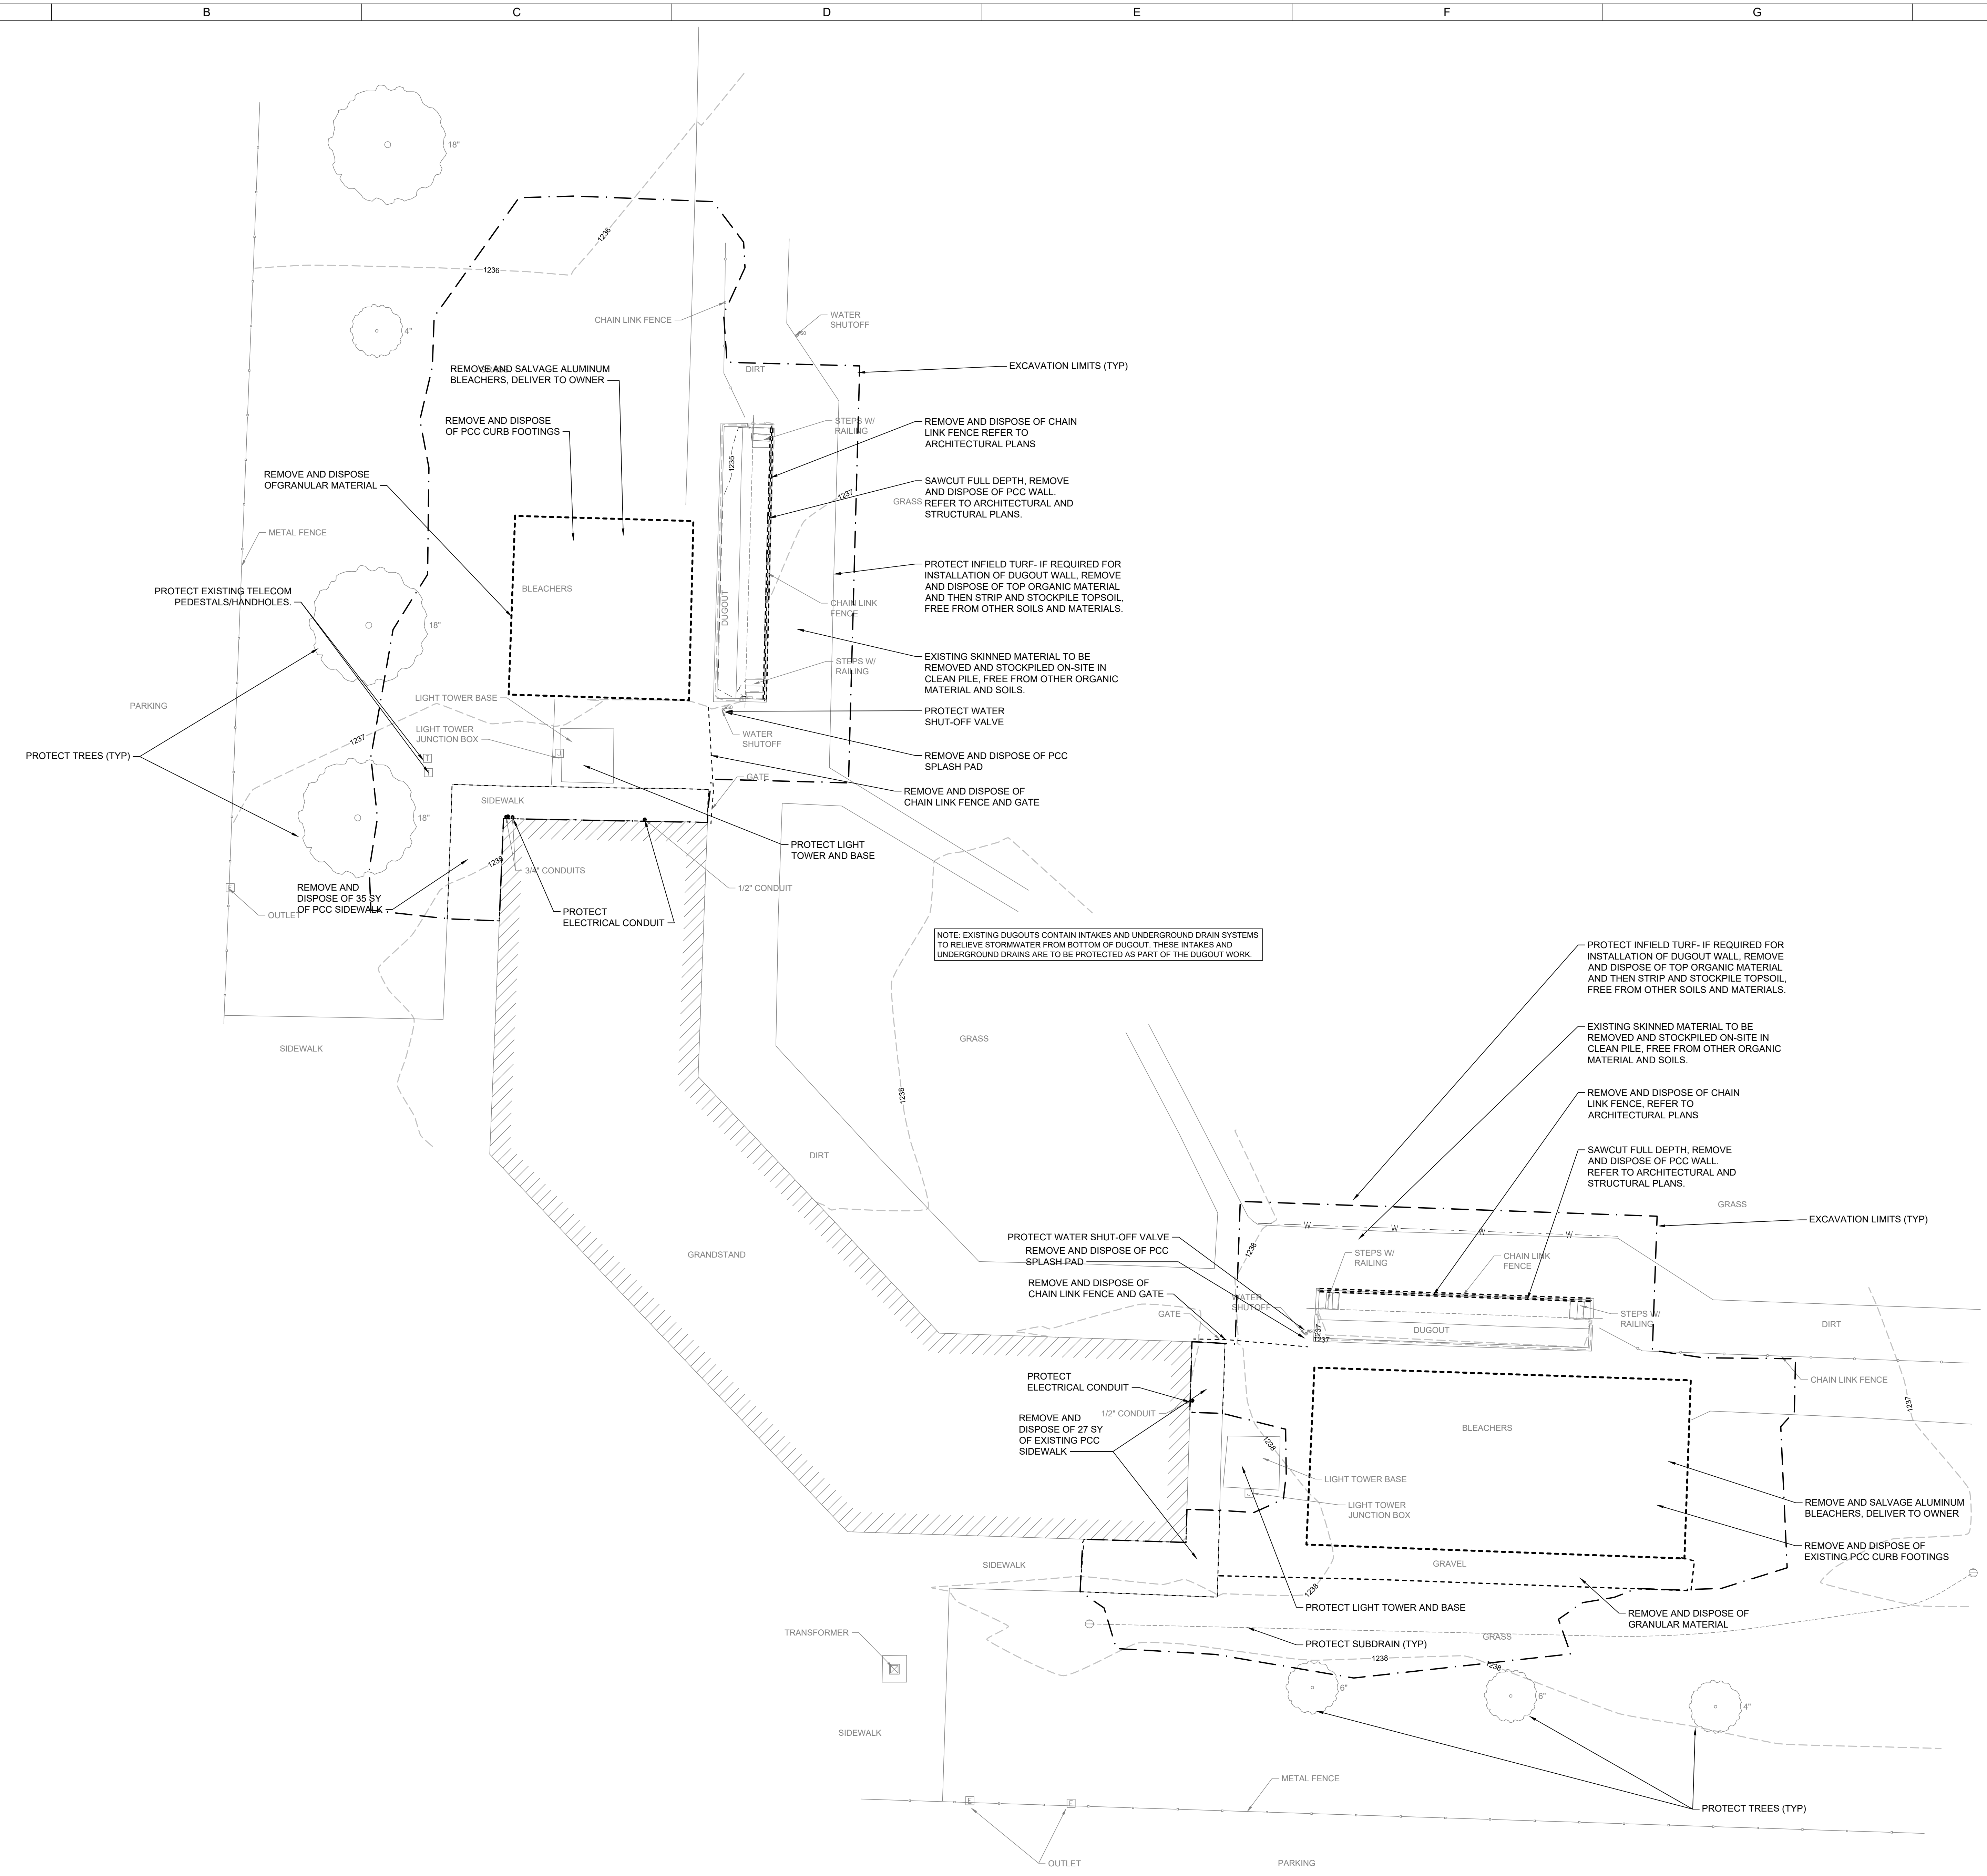 B
C
D
E
F
G
18"
1236
1236
CHAIN LINK FENCE
WATER
SHUTOFF
4"
REMOVE AND SALVAGE ALUMINUM
BLEACHERS, DELIVER TO OWNER
DIRT
EXCAVATION LIMITS (TYP)
REMOVE AND DISPOSE
OF PCC CURB FOOTINGS
STEPS W/
RAILING
REMOVE AND DISPOSE OF CHAIN
LINK FENCE REFER TO
ARCHITECTURAL PLANS
1235
REMOVE AND DISPOSE
OFGRANULAR MATERIAL
SAWCUT FULL DEPTH, REMOVE
AND DISPOSE OF PCC WALL.
REFER TO ARCHITECTURAL AND
STRUCTURAL PLANS.
1237
GRASS
METAL FENCE
PROTECT INFIELD TURF- IF REQUIRED FOR
INSTALLATION OF DUGOUT WALL, REMOVE
AND DISPOSE OF TOP ORGANIC MATERIAL
AND THEN STRIP AND STOCKPILE TOPSOIL,
FREE FROM OTHER SOILS AND MATERIALS.
PROTECT EXISTING TELECOM
PEDESTALS/HANDHOLES.
BLEACHERS
DUGOUT
CHAIN LINK
FENCE
18"
EXISTING SKINNED MATERIAL TO BE
REMOVED AND STOCKPILED ON-SITE IN
CLEAN PILE, FREE FROM OTHER ORGANIC
MATERIAL AND SOILS.
STEPS W/
RAILING
LIGHT TOWER BASE
PARKING
PROTECT WATER
SHUT-OFF VALVE
LIGHT TOWER
JUNCTION BOX
WATER
SHUTOFF
1237
T
J
PROTECT TREES (TYP)
REMOVE AND DISPOSE OF PCC
SPLASH PAD
GATE
REMOVE AND DISPOSE OF
CHAIN LINK FENCE AND GATE
SIDEWALK
18"
PROTECT LIGHT
TOWER AND BASE
1238
3/4" CONDUITS
1/2" CONDUIT
REMOVE AND
DISPOSE OF 35 SY
OF PCC SIDEWALK
E
OUTLET
PROTECT
ELECTRICAL CONDUIT
NOTE: EXISTING DUGOUTS CONTAIN INTAKES AND UNDERGROUND DRAIN SYSTEMS
TO RELIEVE STORMWATER FROM BOTTOM OF DUGOUT. THESE INTAKES AND
UNDERGROUND DRAINS ARE TO BE PROTECTED AS PART OF THE DUGOUT WORK.
PROTECT INFIELD TURF- IF REQUIRED FOR
INSTALLATION OF DUGOUT WALL, REMOVE
AND DISPOSE OF TOP ORGANIC MATERIAL
AND THEN STRIP AND STOCKPILE TOPSOIL,
FREE FROM OTHER SOILS AND MATERIALS.
SIDEWALK
GRASS
EXISTING SKINNED MATERIAL TO BE
REMOVED AND STOCKPILED ON-SITE IN
CLEAN PILE, FREE FROM OTHER ORGANIC
MATERIAL AND SOILS.
1238
REMOVE AND DISPOSE OF CHAIN
LINK FENCE, REFER TO
ARCHITECTURAL PLANS
DIRT
SAWCUT FULL DEPTH, REMOVE
AND DISPOSE OF PCC WALL.
REFER TO ARCHITECTURAL AND
STRUCTURAL PLANS.
GRASS
EXCAVATION LIMITS (TYP)
W
W
W
W
PROTECT WATER SHUT-OFF VALVE
REMOVE AND DISPOSE OF PCC
SPLASH PAD
GRANDSTAND
1238
STEPS W/
RAILING
CHAIN LINK
FENCE
REMOVE AND DISPOSE OF
CHAIN LINK FENCE AND GATE
WATER
SHUTOFF
GATE
1237
1237
DUGOUT
STEPS W/
RAILING
DIRT
PROTECT
ELECTRICAL CONDUIT
CHAIN LINK FENCE
1237
1/2" CONDUIT
REMOVE AND
DISPOSE OF 27 SY
OF EXISTING PCC
SIDEWALK
BLEACHERS
1238
LIGHT TOWER BASE
J
LIGHT TOWER
JUNCTION BOX
REMOVE AND SALVAGE ALUMINUM
BLEACHERS, DELIVER TO OWNER
REMOVE AND DISPOSE OF
EXISTING PCC CURB FOOTINGS
SIDEWALK
GRAVEL
1238
PROTECT LIGHT TOWER AND BASE
REMOVE AND DISPOSE OF
GRANULAR MATERIAL
TRANSFORMER
PROTECT SUBDRAIN (TYP)
GRASS
1238
1238
6"
6"
4"
SIDEWALK
METAL FENCE
E
E
PROTECT TREES (TYP)
OUTLET
PARKING